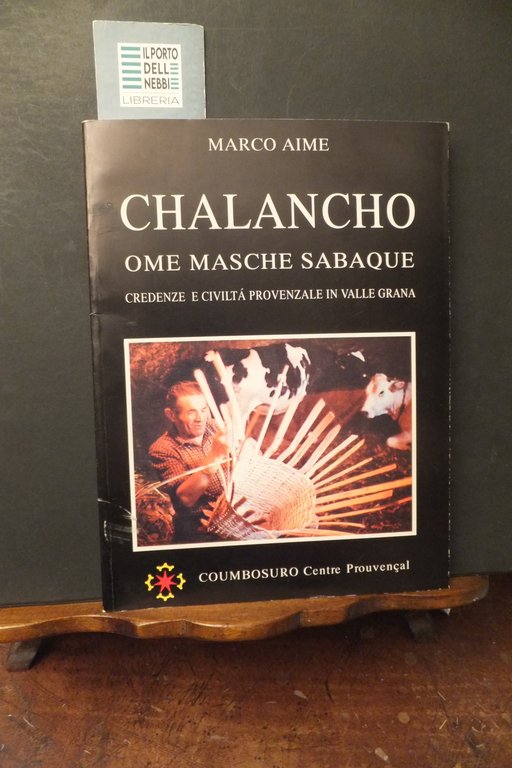 IL PORTO
DELLE
NEBBIE
LIBRERIA
MARCO AIME
CHALANCHO
OME MASCHE SABAQUE
CREDENZE E CIVILTÁ PROVENZALE IN VALLE GRANA
COUMBOSURO Centre Prouvençal